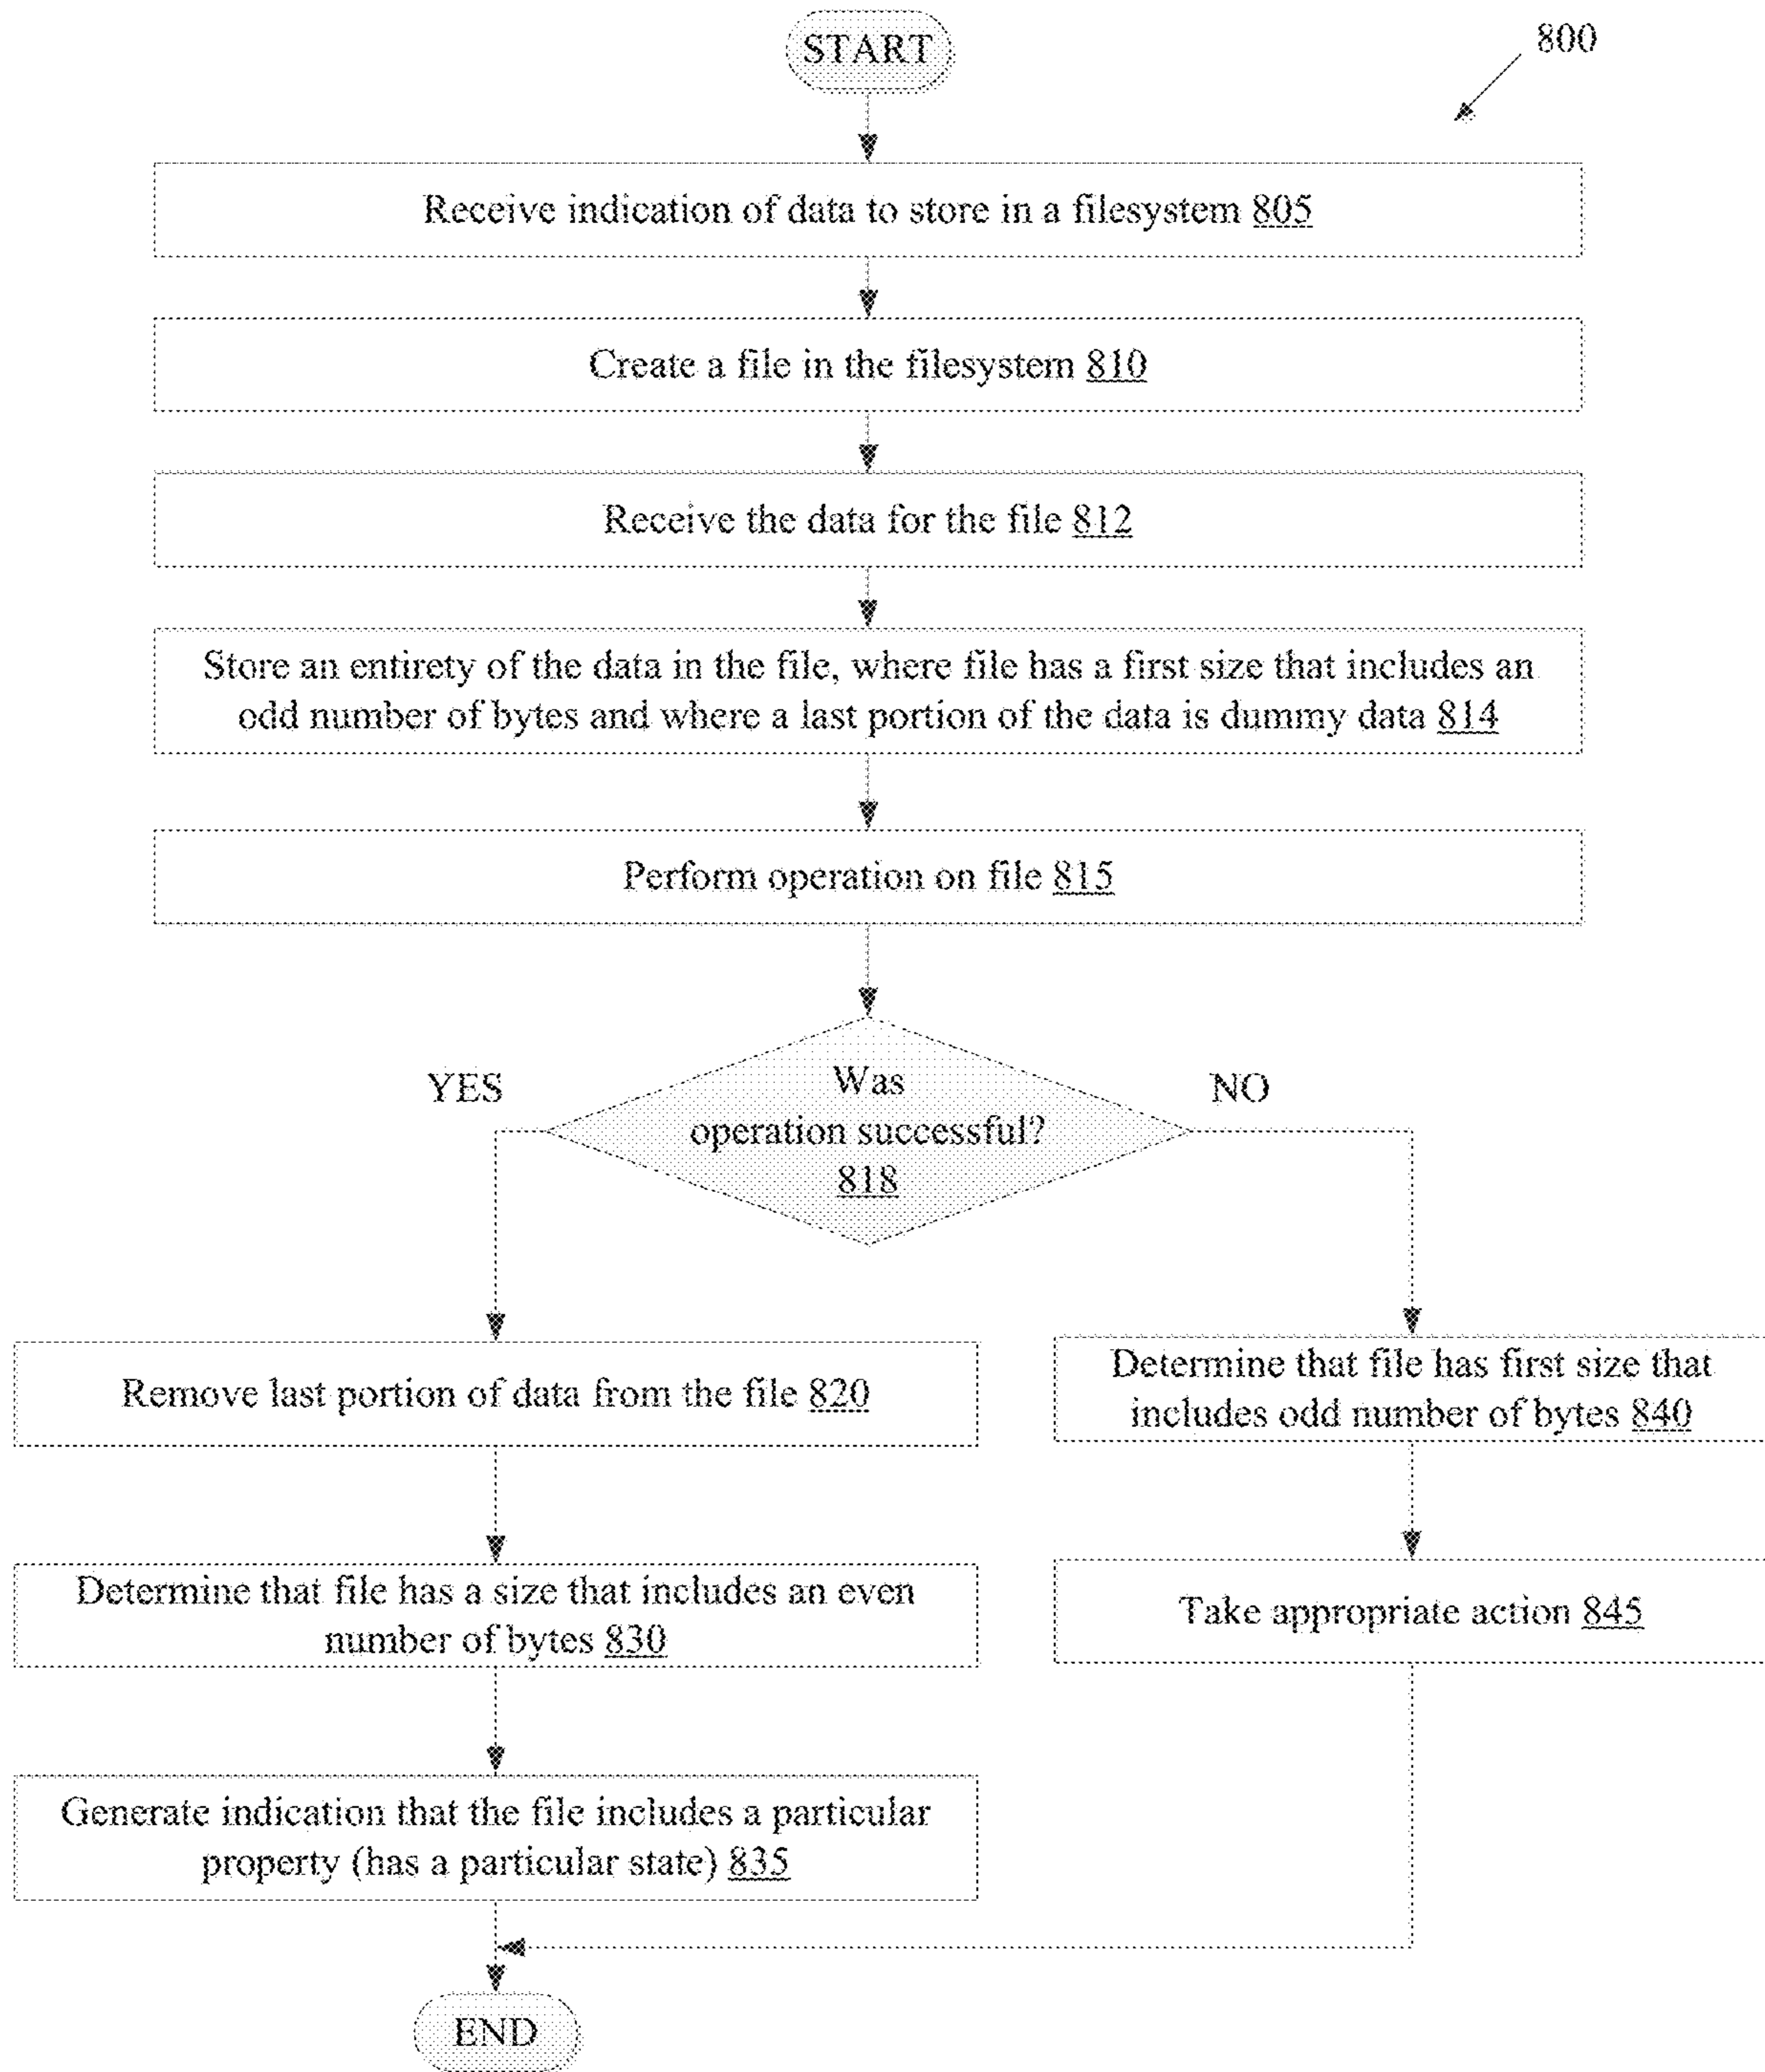 START
800
Receive indication of data to store in a filesystem 805
Create a file in the filesystem 810
Receive the data for the file 812
Store an entirety of the data in the file, where file has a first size that includes an
odd number of bytes and where a last portion of the data is dummy data 814
Perform operation on file 815
Was
operation successful?
818
YES
NO
Remove last portion of data from the file 820
Determine that file has first size that
includes odd number of bytes 840
Determine that file has a size that includes an even
number of bytes 830
Take appropriate action 845
Generate indication that the file includes a particular
property (has a particular state) 835
END